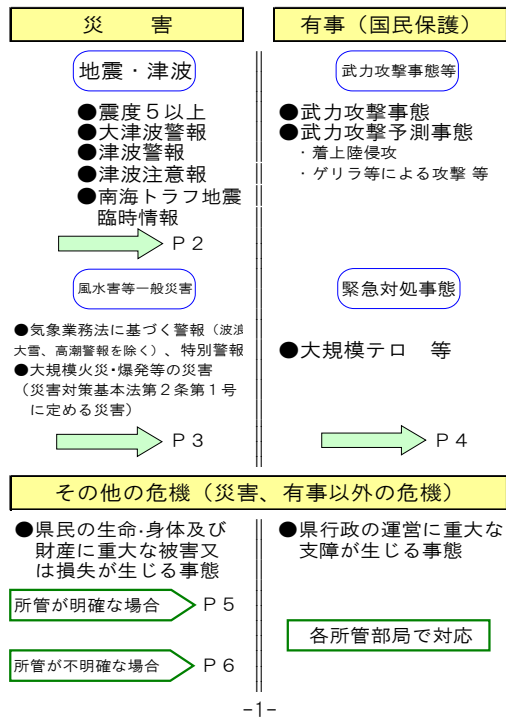 災　害
地震・津波
●震度５以上
●大津波警報
●津波警報
●津波注意報
●南海トラフ地震
臨時情報
Ｐ２
風水害等一般災害
●気象業務法に基づく警報（波浪
大雪、高潮警報を除く）、特別警報
●大規模火災・爆発等の災害
（災害対策基本法第２条第１号
に定める災害）
Ｐ３
有事（国民保護）
武力攻撃事態等
●武力攻撃事態
●武力攻撃予測事態
・着上陸侵攻
・ゲリラ等による攻撃 等
緊急対処事態
●大規模テロ　等
Ｐ４
その他の危機（災害、有事以外の危機）
●県民の生命・身体及び
財産に重大な被害又
は損失が生じる事態
所管が明確な場合
Ｐ５
所管が不明確な場合
Ｐ６
●県行政の運営に重大な
支障が生じる事態
各所管部局で対応
-1-